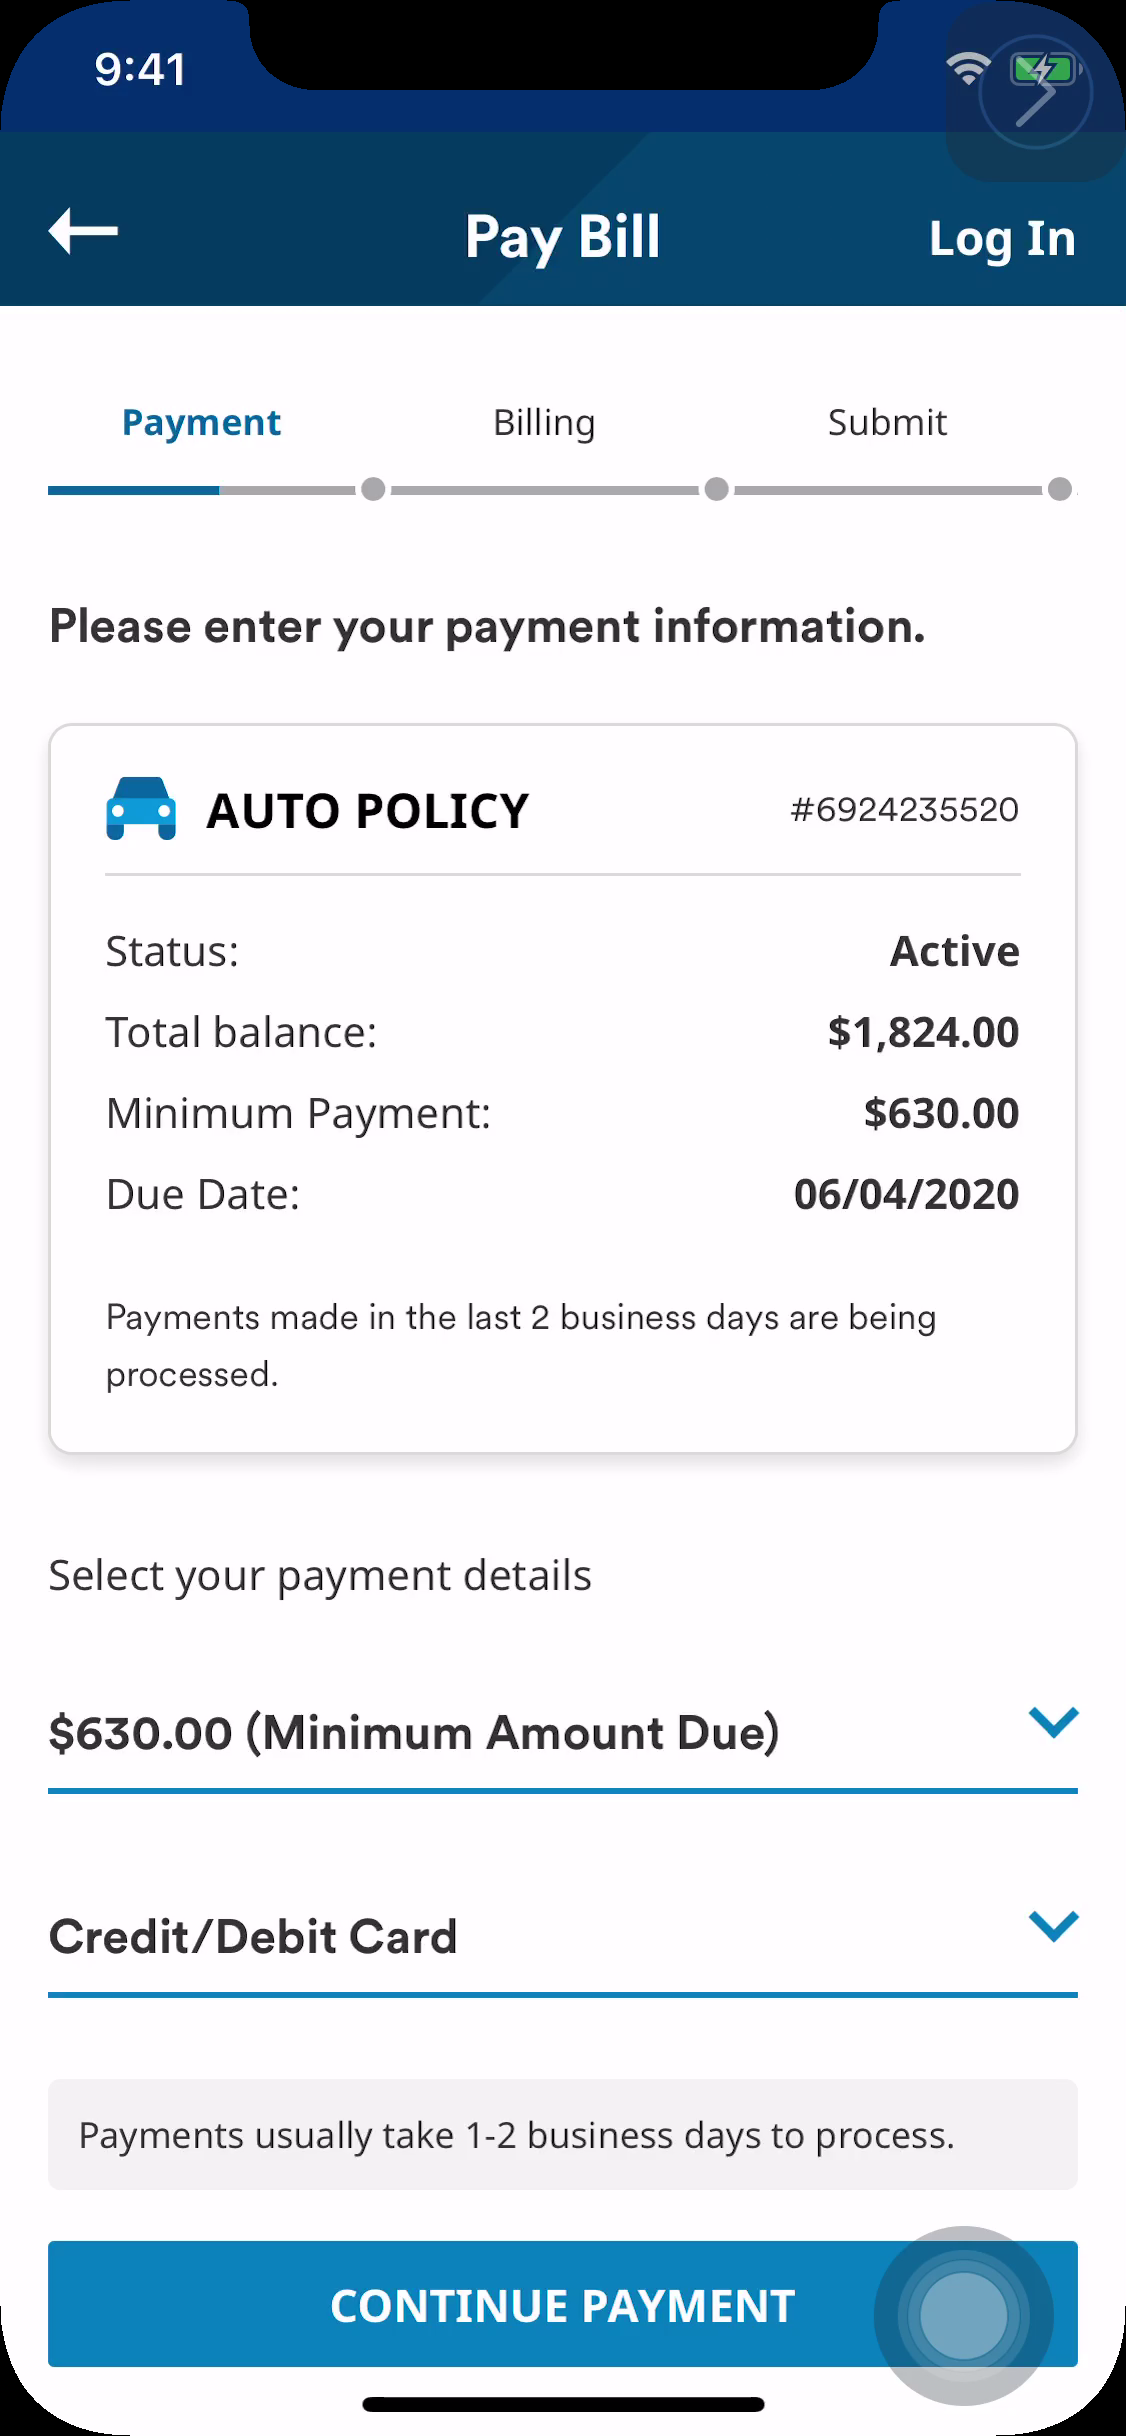 9:41
Pay Bill
Log In
Payment
Billing
Submit
Please enter your payment information.
AUTO POLICY
#6924235520
Status:
Active
Total balance:
$1,824.00
Minimum Payment:
$630.00
Due Date:
06/04/2020
Payments made in the last 2 business days are being
processed.
Select your payment details
$630.00 (Minimum Amount Due)
Credit/Debit Card
Payments usually take 1-2 business days to process.
CONTINUE PAYMENT